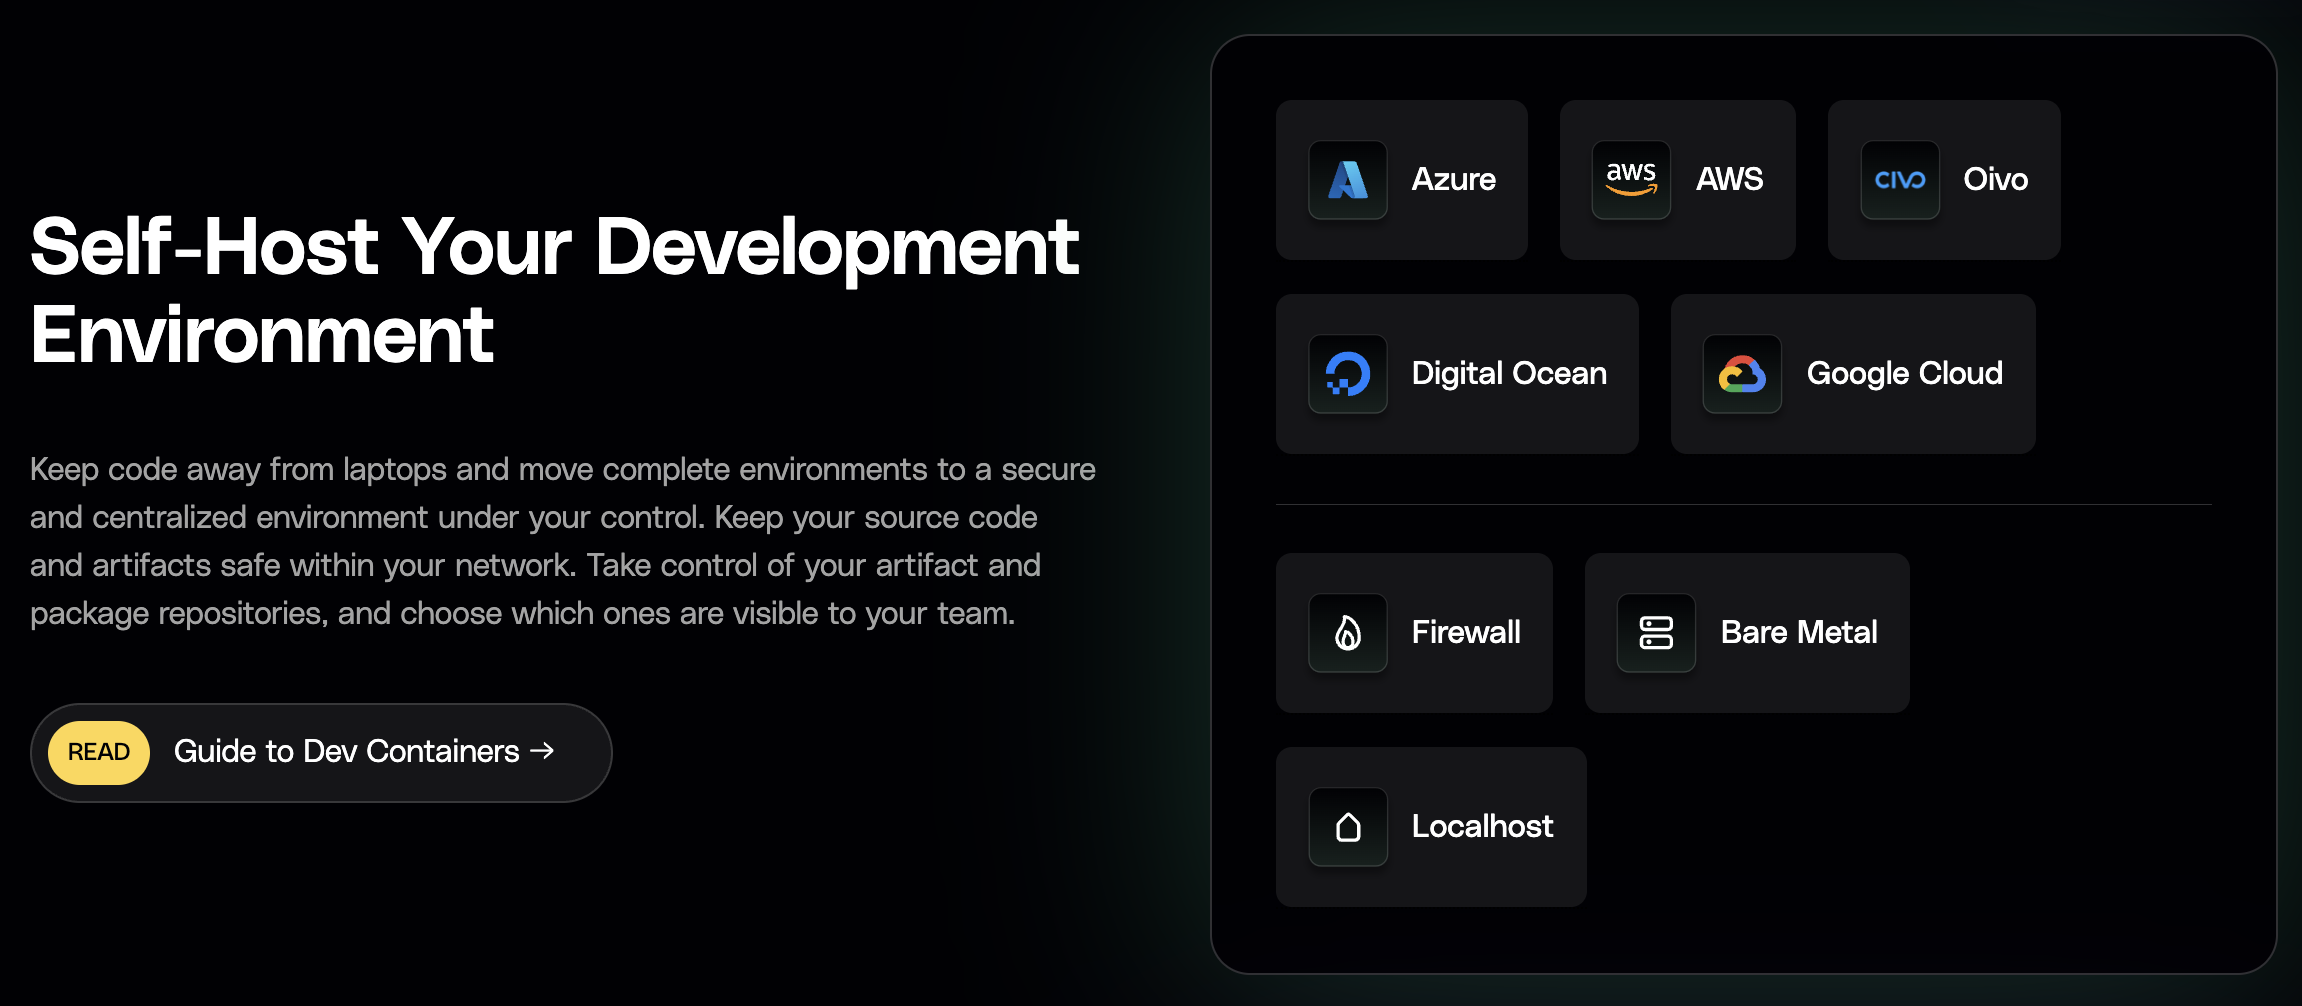 Self-Host Your Development
Environment
Keep code away from laptops and move complete environments to a secure
and centralized environment under your control. Keep your source code
and artifacts safe within your network. Take control of your artifact and
package repositories, and choose which ones are visible to your team.
READ Guide to Dev Containers →
Azure
aws AWS
CIVO Oivo
Digital Ocean
Google Cloud
Firewall
Bare Metal
Localhost